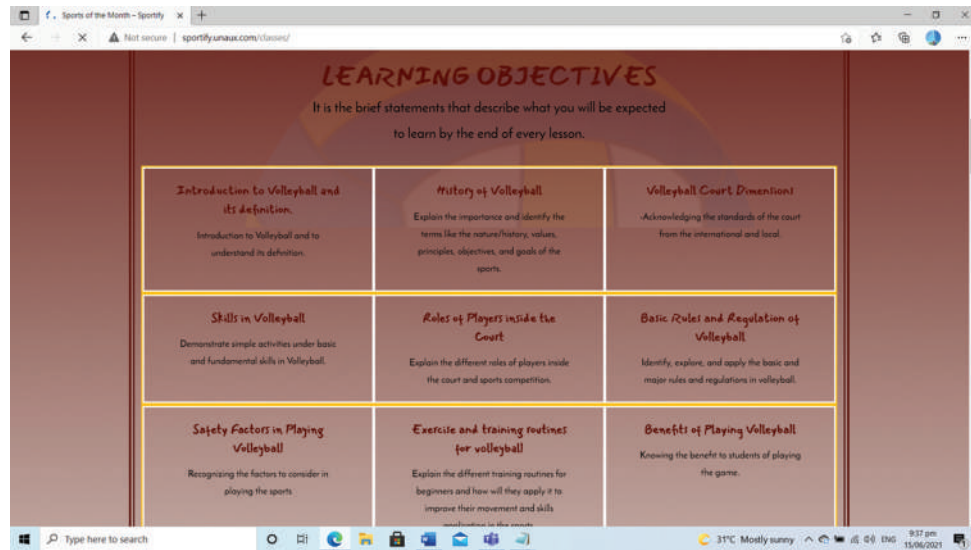 Sports of the Month – Sportify
Not secure | sportify.unaux.com/classes/
LEARNING OBJECTIVES
It is the brief statements that describe what you will be expected
to learn by the end of every lesson.
Introduction to Volleyball and
its definition.
Introduction to Volleyball and to
understand its definition.
History of Volleyball
Explain the importance and identify the
terms like the nature/history, values,
principles, objectives, and goals of the
sports.
Volleyball Court Dimensions
-Acknowledging the standards of the court
from the international and local.
Skills in Volleyball
Demonstrate simple activities under basic
and fundamental skills in Volleyball.
Roles of Players inside the
Court
Explain the different roles of players inside
the court and sports competition.
Basic Rules and Regulation of
Volleyball
Identify, explore, and apply the basic and
major rules and regulations in volleyball.
Safety Factors in Playing
Volleyball
Recognizing the factors to consider in
playing the sports
Exercise and training routines
for volleyball
Explain the different training routines for
beginners and how will they apply it to
improve their movement and skills
application in the sports
Benefits of Playing Volleyball
Knowing the benefit to students of playing
the game.
Type here to search
31°C Mostly sunny
ENG
9:37 pm
15/06/2021